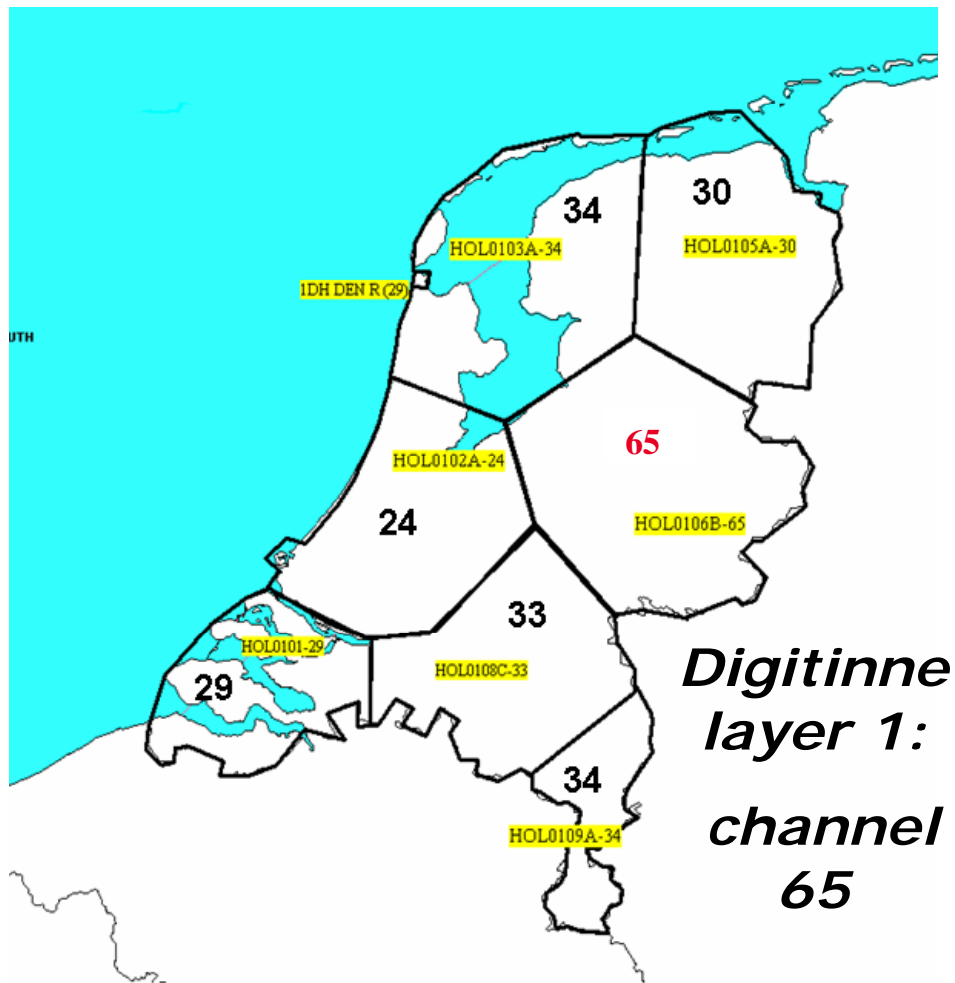 30
34
HOL0105A-30
HOL0103A-34
1DH DEN R (29)
UTH
65
HOL0102A-24
24
HOL0106B-65
33
HOL0101-29
HOL0108C-33
29
34
HOL0109A-34
Digitinne
layer 1:
channel
65